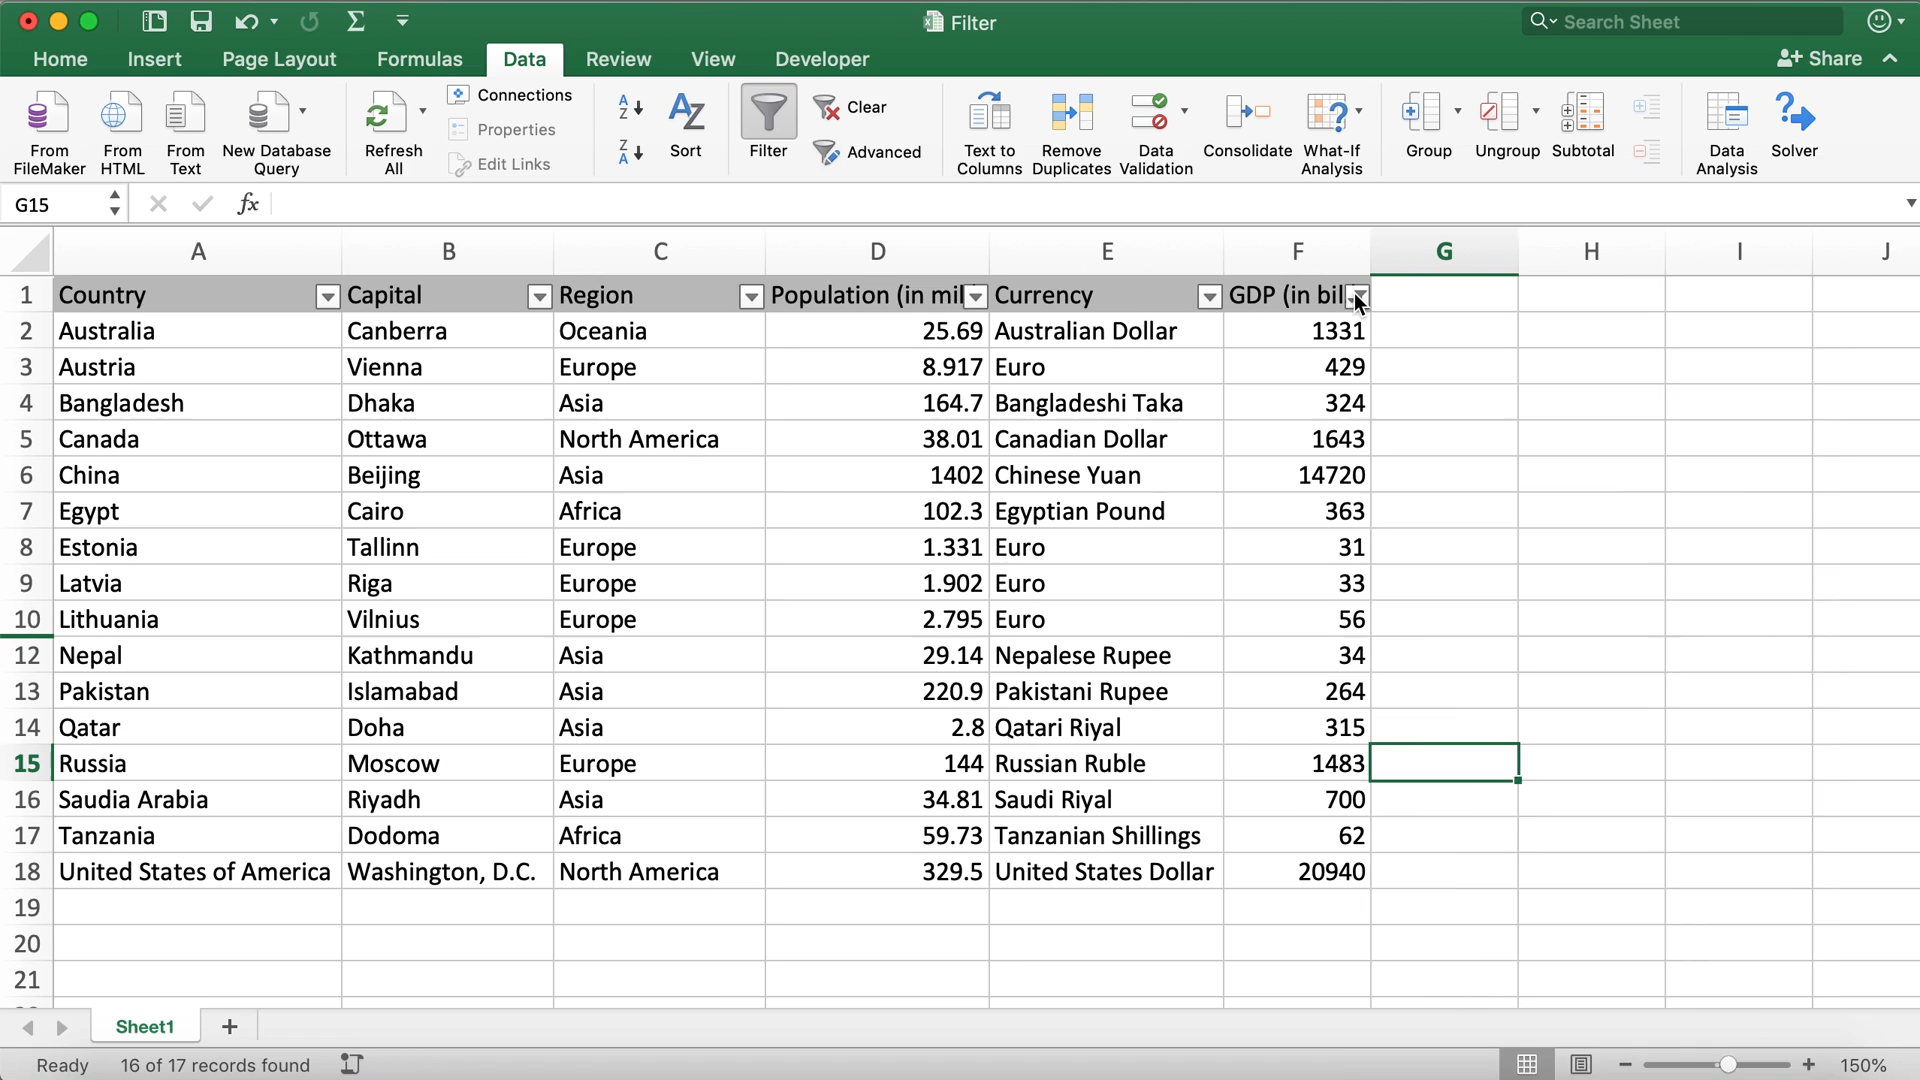 Filter
Search Sheet
Home Insert Page Layout Formulas Data Review View Developer
Share
From FileMaker
From HTML
From Text
New Database Query
Refresh All
Connections
Properties
Edit Links
Sort
Filter
Clear
Advanced
Text to Columns
Remove Duplicates
Data Validation
Consolidate
What-If Analysis
Group
Ungroup
Subtotal
Data Analysis
Solver
G15 fx
A B C D E F G H I J
1 Country Capital Region Population (in mil Currency GDP (in bil
2 Australia Canberra Oceania 25.69 Australian Dollar 1331
3 Austria Vienna Europe 8.917 Euro 429
4 Bangladesh Dhaka Asia 164.7 Bangladeshi Taka 324
5 Canada Ottawa North America 38.01 Canadian Dollar 1643
6 China Beijing Asia 1402 Chinese Yuan 14720
7 Egypt Cairo Africa 102.3 Egyptian Pound 363
8 Estonia Tallinn Europe 1.331 Euro 31
9 Latvia Riga Europe 1.902 Euro 33
10 Lithuania Vilnius Europe 2.795 Euro 56
12 Nepal Kathmandu Asia 29.14 Nepalese Rupee 34
13 Pakistan Islamabad Asia 220.9 Pakistani Rupee 264
14 Qatar Doha Asia 2.8 Qatari Riyal 315
15 Russia Moscow Europe 144 Russian Ruble 1483
16 Saudia Arabia Riyadh Asia 34.81 Saudi Riyal 700
17 Tanzania Dodoma Africa 59.73 Tanzanian Shillings 62
18 United States of America Washington, D.C. North America 329.5 United States Dollar 20940
19
20
21
Sheet1
Ready 16 of 17 records found 150%